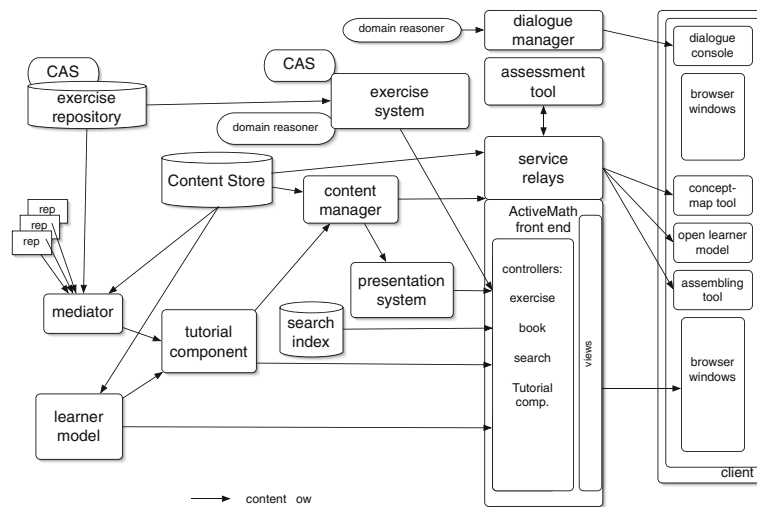 domain reasoner
dialogue
manager
dialogue
console
CAS
CAS
assessment
tool
exercise
repository
exercise
system
browser
windows
domain reasoner
Content Store
service
relays
content
manager
concept-
map tool
rep
rep
rep
ActiveMath
front end
open learner
model
controllers:
presentation
system
exercise
assembling
tool
mediator
search
index
book
tutorial
component
search
views
browser
windows
Tutorial
comp.
learner
model
client
content ow